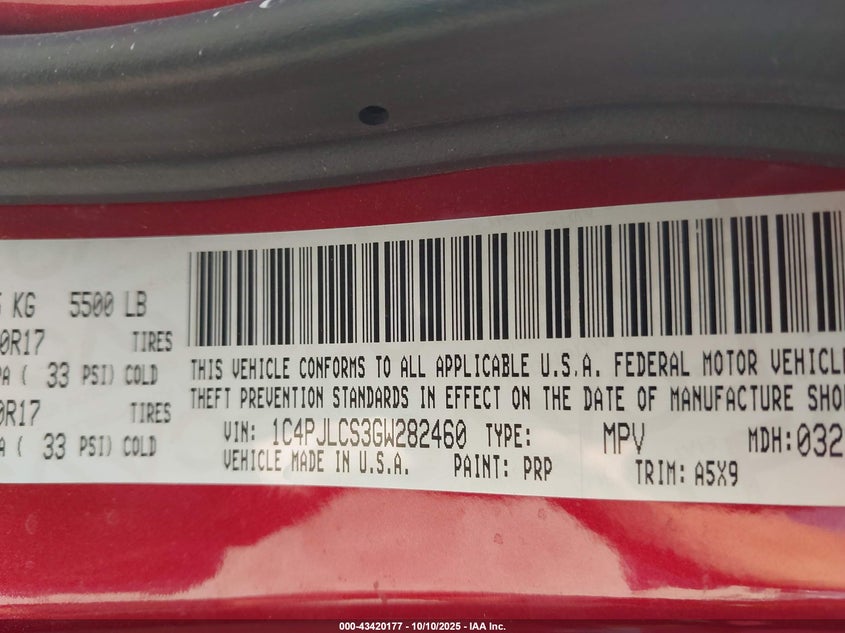 KG 5500 LB
0R17 TIRES
PA ( 33 PSI) COLD
0R17 TIRES
A ( 33 PSI) COLD
THIS VEHICLE CONFORMS TO ALL APPLICABLE U.S.A. FEDERAL MOTOR VEHICLE
THEFT PREVENTION STANDARDS IN EFFECT ON THE DATE OF MANUFACTURE SHO
VIN: 1C4PJLCS3GW282460 TYPE: MPV MDH:032
VEHICLE MADE IN U.S.A. PAINT: PRP TRIM: A5X9
000-43420177 - 10/10/2025 - IAA Inc.